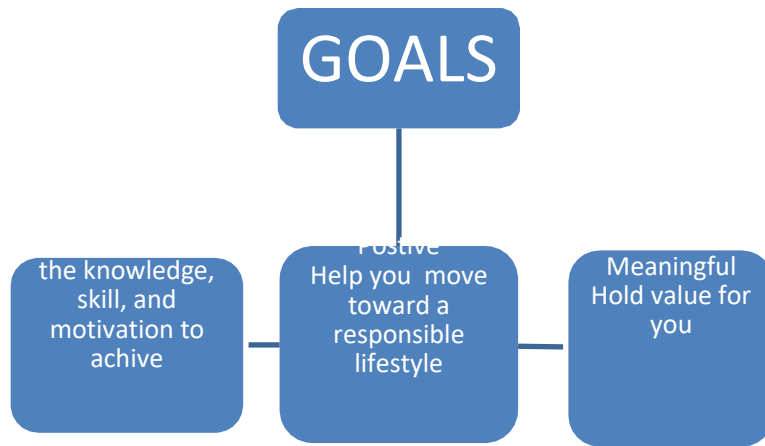 GOALS
the knowledge,
skill, and
motivation to
achive
Postive
Help you  move
toward a
responsible
lifestyle
Meaningful
Hold value for
you